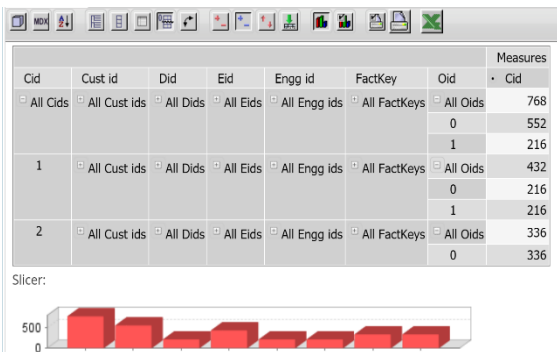 MDX
Measures
Cid Cust id Did Eid Engg id FactKey Oid Cid
All Cids All Cust ids All Dids All Eids All Engg ids All FactKeys All Oids 768
0 552
1 216
1 All Cust ids All Dids All Eids All Engg ids All FactKeys All Oids 432
0 216
1 216
2 All Cust ids All Dids All Eids All Engg ids All FactKeys All Oids 336
0 336
Slicer:
500
0